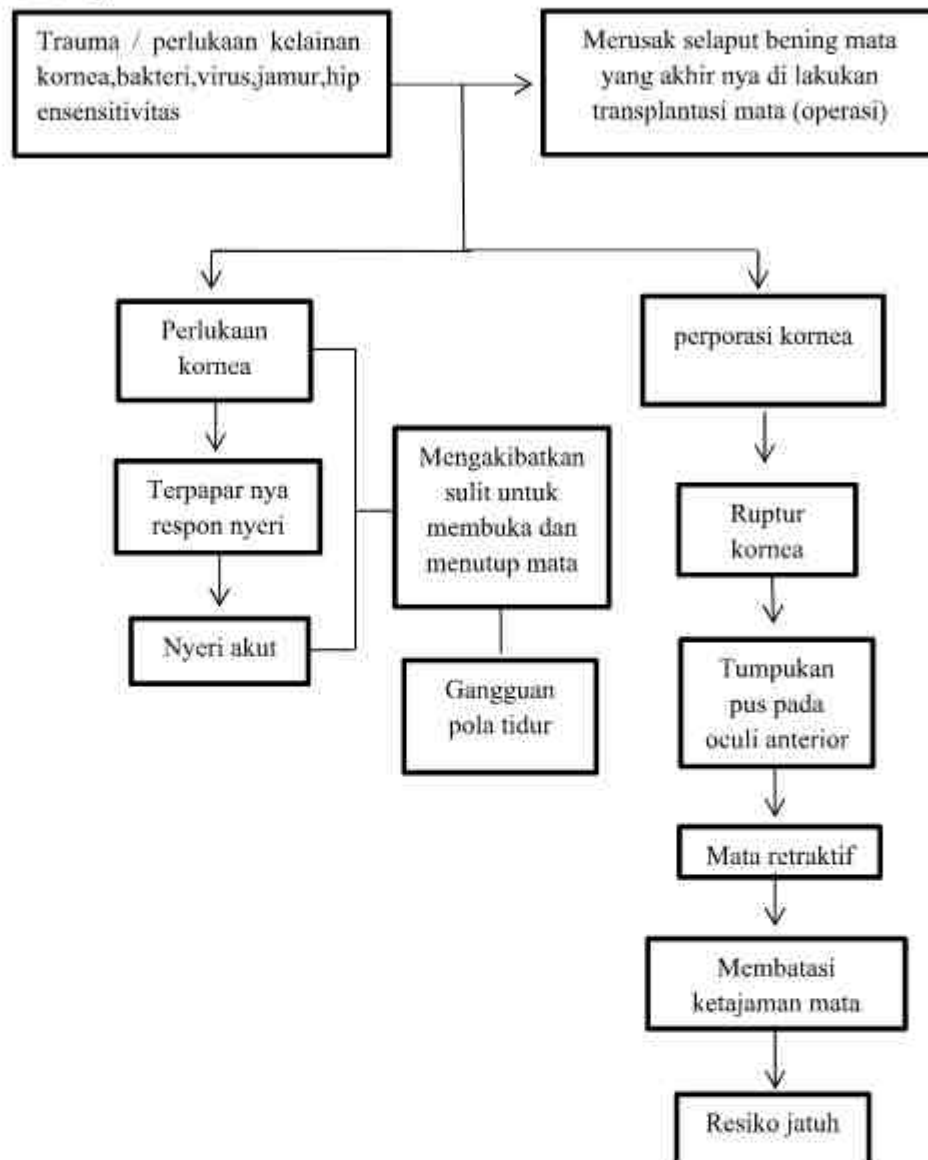 Trauma / perlukaan kelainan
kornea,bakteri,virus,jamur,hip
ensensitivitas
Merusak selaput bening mata
yang akhir nya di lakukan
transplantasi mata (operasi)
Perlukaan
kornea
perporasi kornea
Terpapar nya
respon nyeri
Mengakibatkan
sulit untuk
membuka dan
menutup mata
Ruptur
kornea
Nyeri akut
Gangguan
pola tidur
Tumpukan
pus pada
oculi anterior
Mata retraktif
Membatasi
ketajaman mata
Resiko jatuh